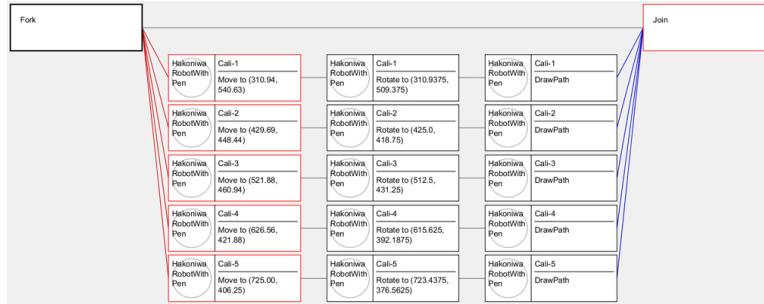 Fork
Join
Hakoniwa
RobotWith
Pen
Cali-1
Move to (310.94,
540.63)
Hakoniwa
RobotWith
Pen
Cali-1
Rotate to (310.9375,
509.375)
Hakoniwa
RobotWith
Pen
Cali-1
DrawPath
Hakoniwa
RobotWith
Pen
Cali-2
Move to (429.69,
448.44)
Hakoniwa
RobotWith
Pen
Cali-2
Rotate to (425.0,
418.75)
Hakoniwa
RobotWith
Pen
Cali-2
DrawPath
Hakoniwa
RobotWith
Pen
Cali-3
Move to (521.88,
460.94)
Hakoniwa
RobotWith
Pen
Cali-3
Rotate to (512.5,
431.25)
Hakoniwa
RobotWith
Pen
Cali-3
DrawPath
Hakoniwa
RobotWith
Pen
Cali-4
Move to (626.56,
421.88)
Hakoniwa
RobotWith
Pen
Cali-4
Rotate to (615.625,
392.1875)
Hakoniwa
RobotWith
Pen
Cali-4
DrawPath
Hakoniwa
RobotWith
Pen
Cali-5
Move to (725.00,
406.25)
Hakoniwa
RobotWith
Pen
Cali-5
Rotate to (723.4375,
376.5625)
Hakoniwa
RobotWith
Pen
Cali-5
DrawPath